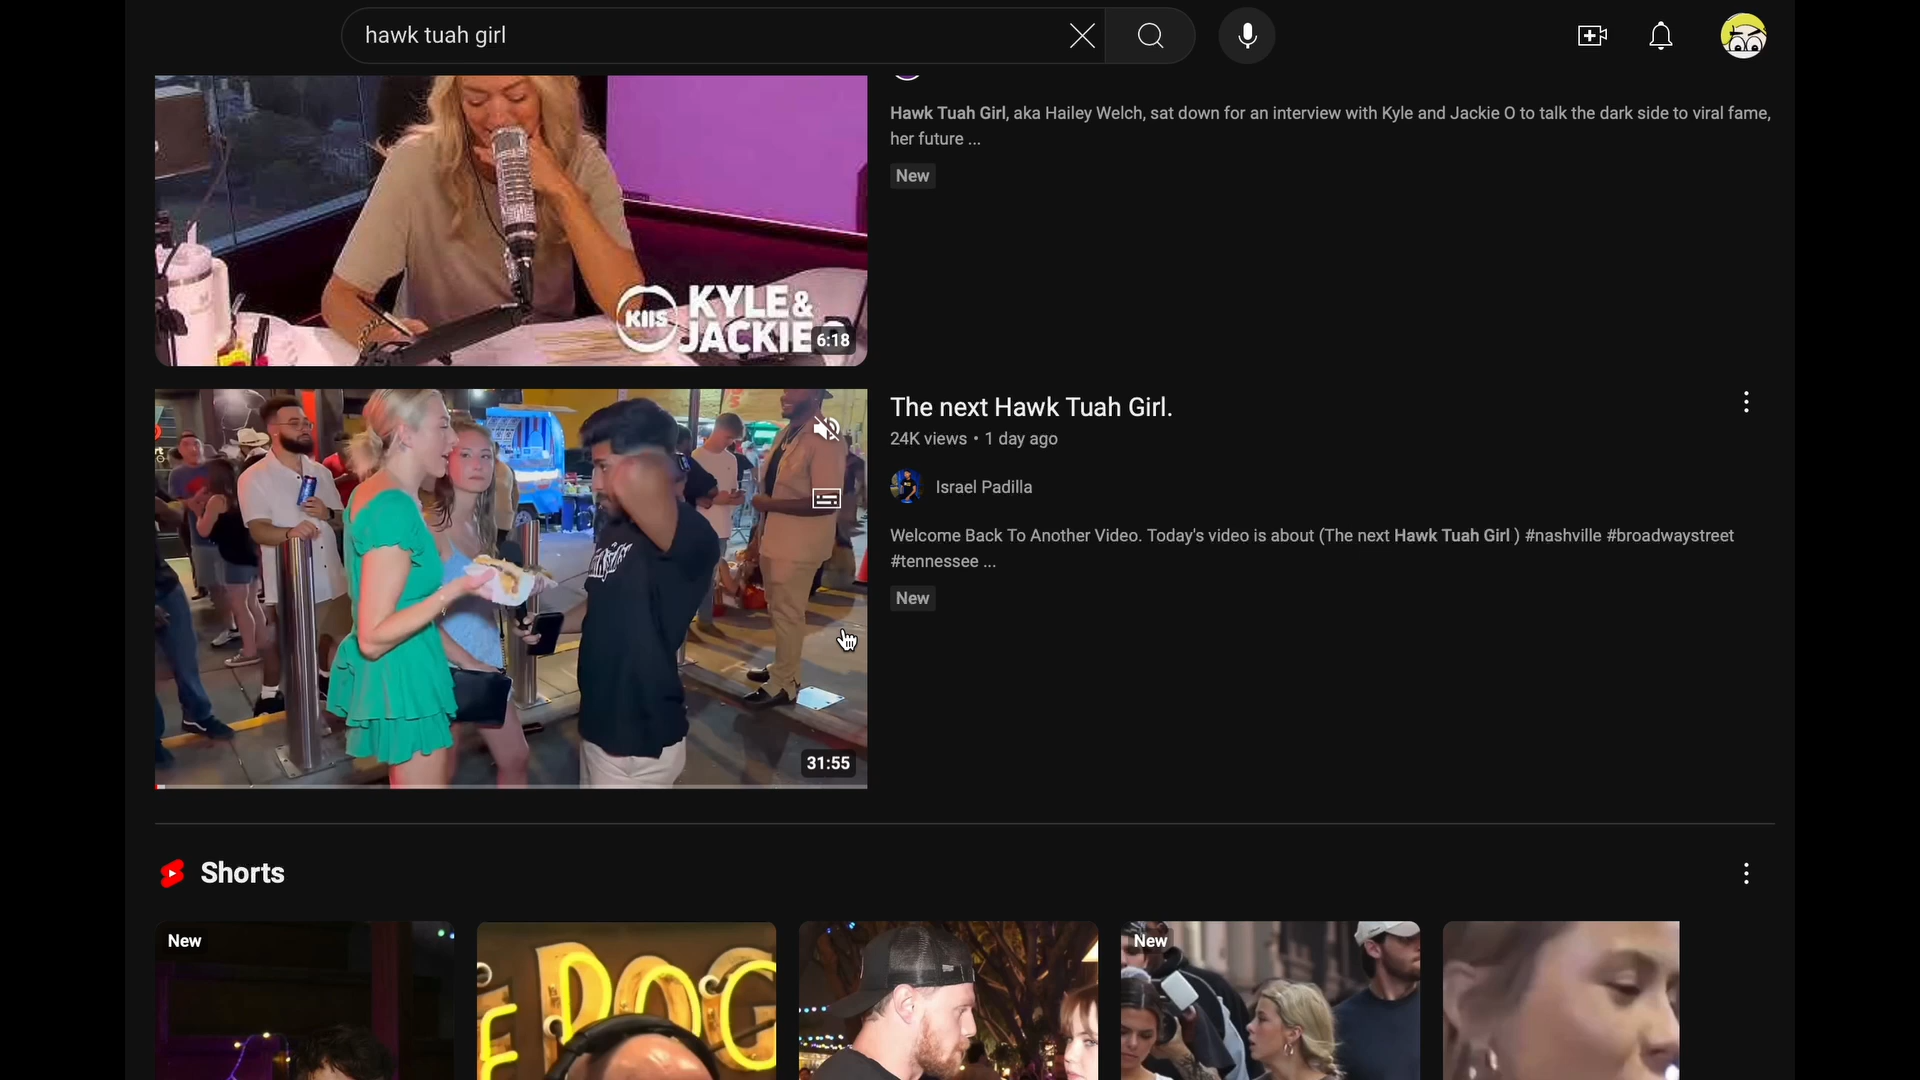 hawk tuah girl
Hawk Tuah Girl, aka Hailey Welch, sat down for an interview with Kyle and Jackie O to talk the dark side to viral fame,
her future ...
New
KIIS
KYLE&
JACKIE
6:18
The next Hawk Tuah Girl.
24K views • 1 day ago
Israel Padilla
Welcome Back To Another Video. Today's video is about (The next Hawk Tuah Girl ) #nashville #broadwaystreet
#tennessee ...
New
31:55
Shorts
New
New